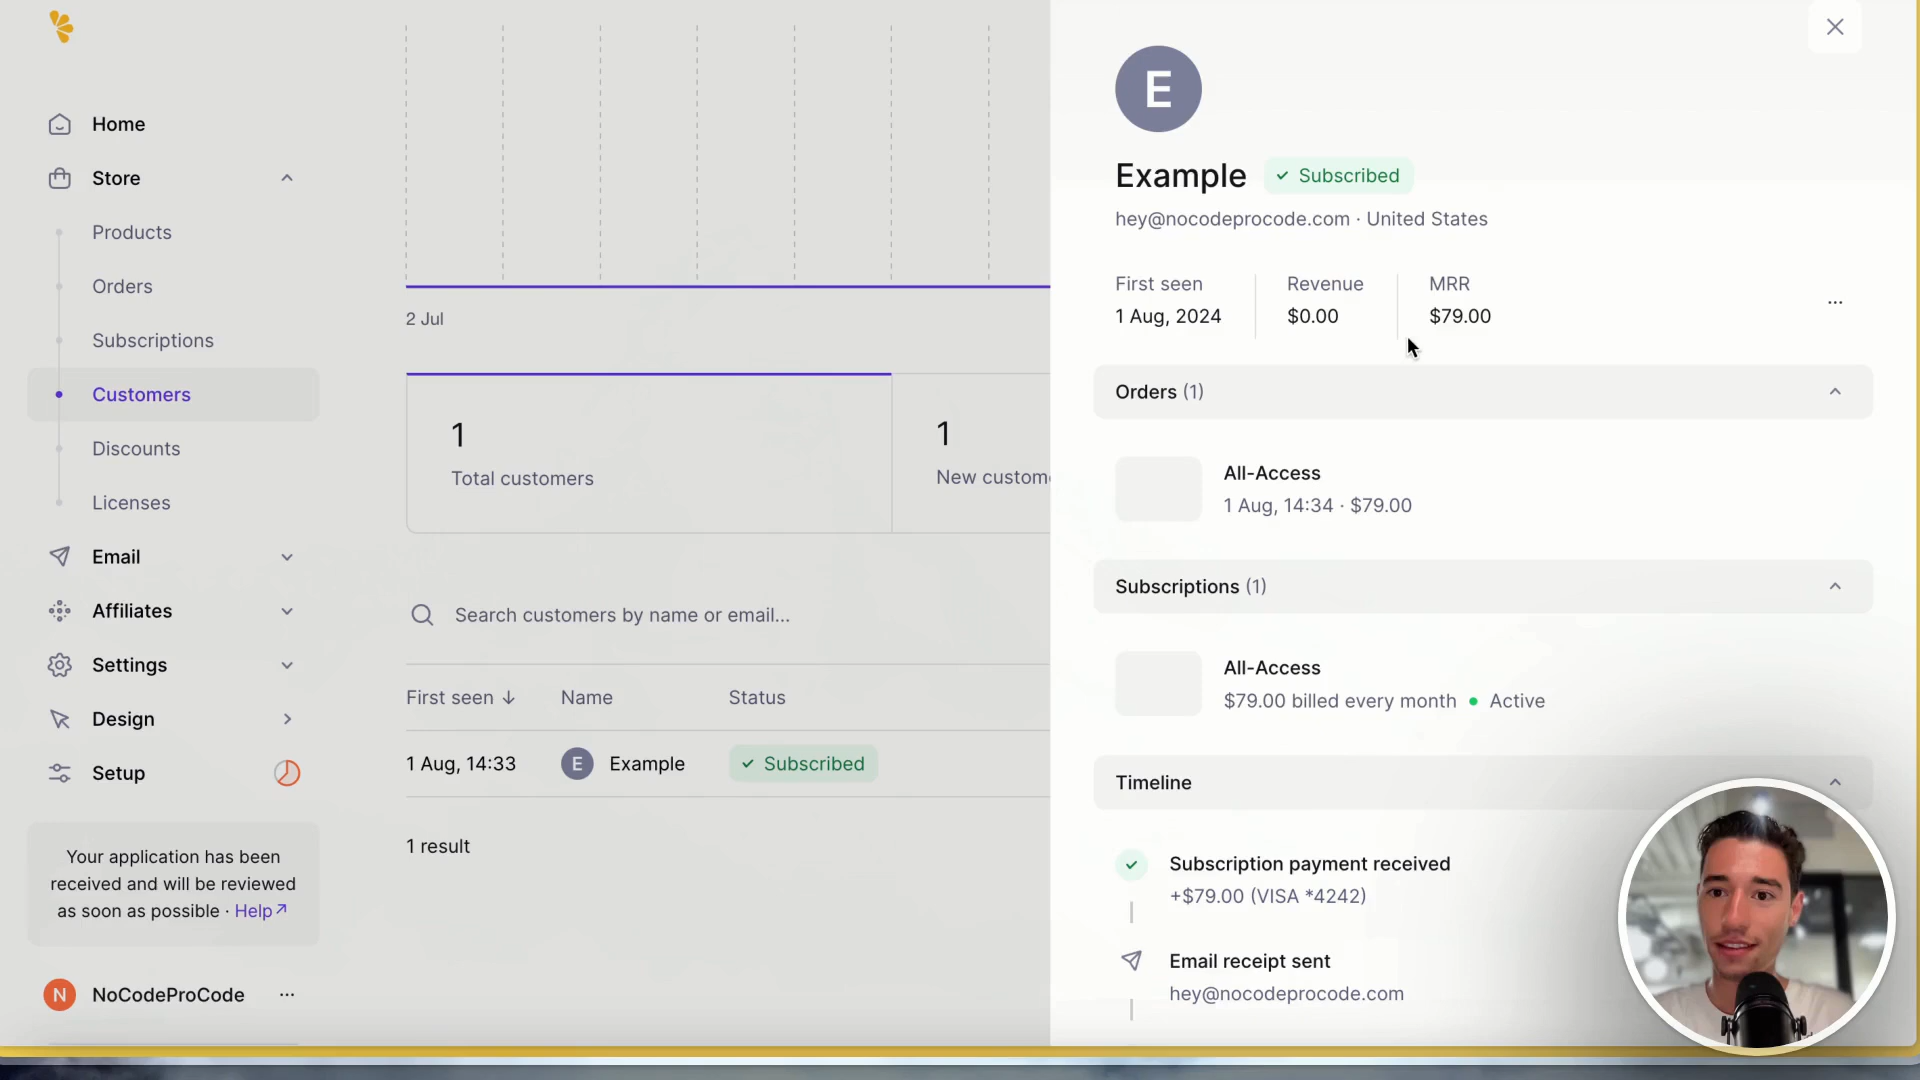 Home
Store
Products
Orders
Subscriptions
Customers
Discounts
Licenses
Email
Affiliates
Settings
Design
Setup
Your application has been
received and will be reviewed
as soon as possible · Help
N NoCodeProCode ...
2 Jul
1
Total customers
1
New custom
Search customers by name or email...
First seen ↓ Name Status
1 Aug, 14:33 E Example Subscribed
1 result
E
Example Subscribed
hey@nocodeprocode.com · United States
First seen Revenue MRR
1 Aug, 2024 $0.00 $79.00
...
Orders (1)
All-Access
1 Aug, 14:34 · $79.00
Subscriptions (1)
All-Access
$79.00 billed every month • Active
Timeline
Subscription payment received
+$79.00 (VISA *4242)
Email receipt sent
hey@nocodeprocode.com